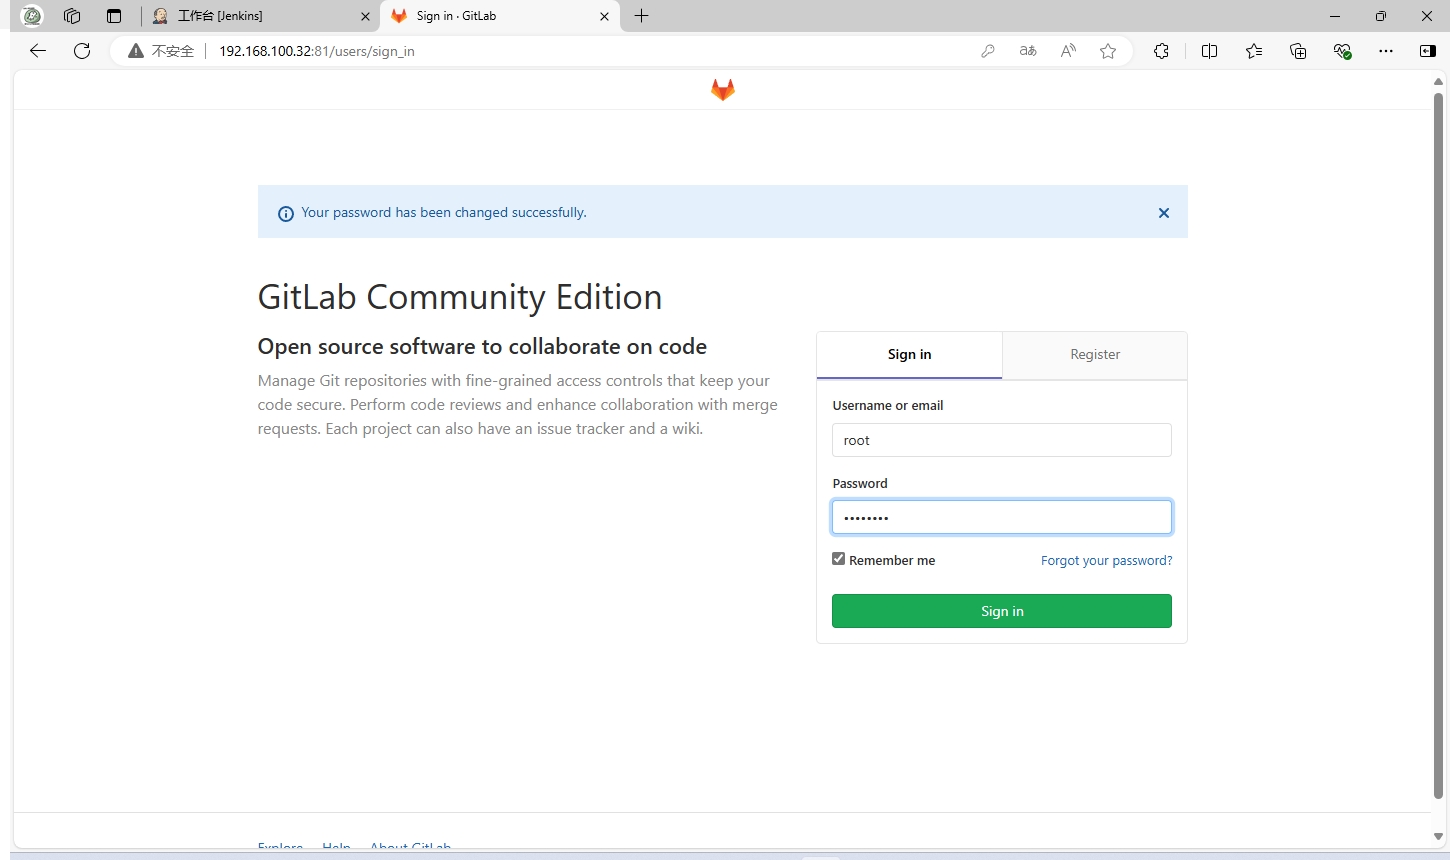 工作台 [Jenkins]
Sign in · GitLab
不安全
192.168.100.32:81/users/sign_in
Your password has been changed successfully.
GitLab Community Edition
Open source software to collaborate on code
Manage Git repositories with fine-grained access controls that keep your
code secure. Perform code reviews and enhance collaboration with merge
requests. Each project can also have an issue tracker and a wiki.
Sign in
Register
Username or email
root
Password
••••••••
Remember me
Forgot your password?
Sign in
Explore
Help
About GitLab